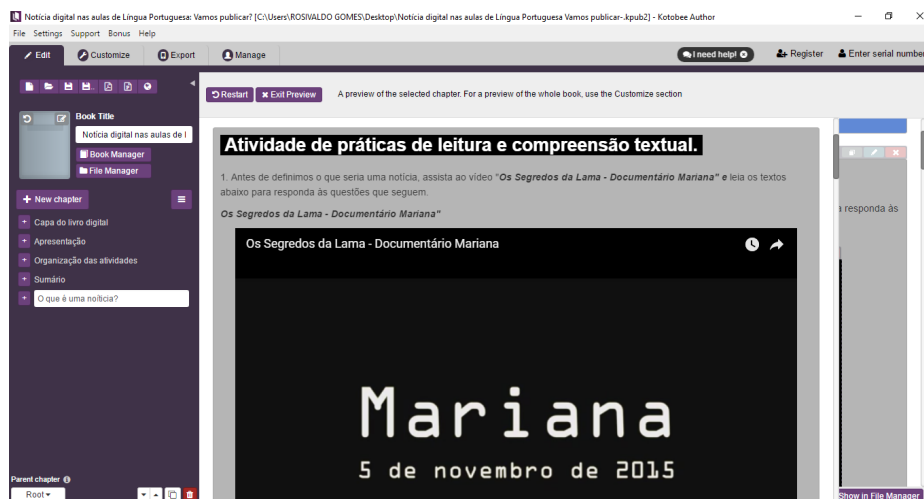 Notícia digital nas aulas de Língua Portuguesa: Vamos publicar? [C:\Users\ROSIVALDO GOMES\Desktop\Notícia digital nas aulas de Língua Portuguesa Vamos publicar-.kpub2] - Kotobee Author
File Settings Support Bonus Help
Edit Customize Export Manage I need help! Register Enter serial number
Restart Exit Preview A preview of the selected chapter. For a preview of the whole book, use the Customize section
Book Title
Notícia digital nas aulas de l
Book Manager
File Manager
New chapter
Capa do livro digital
Apresentação
Organização das atividades
Sumário
O que é uma noíticia?
Parent chapter
Root
Atividade de práticas de leitura e compreensão textual.
1. Antes de definimos o que seria uma notícia, assista ao vídeo "Os Segredos da Lama - Documentário Mariana" e leia os textos
abaixo para responda às questões que seguem.
Os Segredos da Lama - Documentário Mariana"
Os Segredos da Lama - Documentário Mariana
Mariana
5 de novembro de 2015
responda às
Show in File Manager